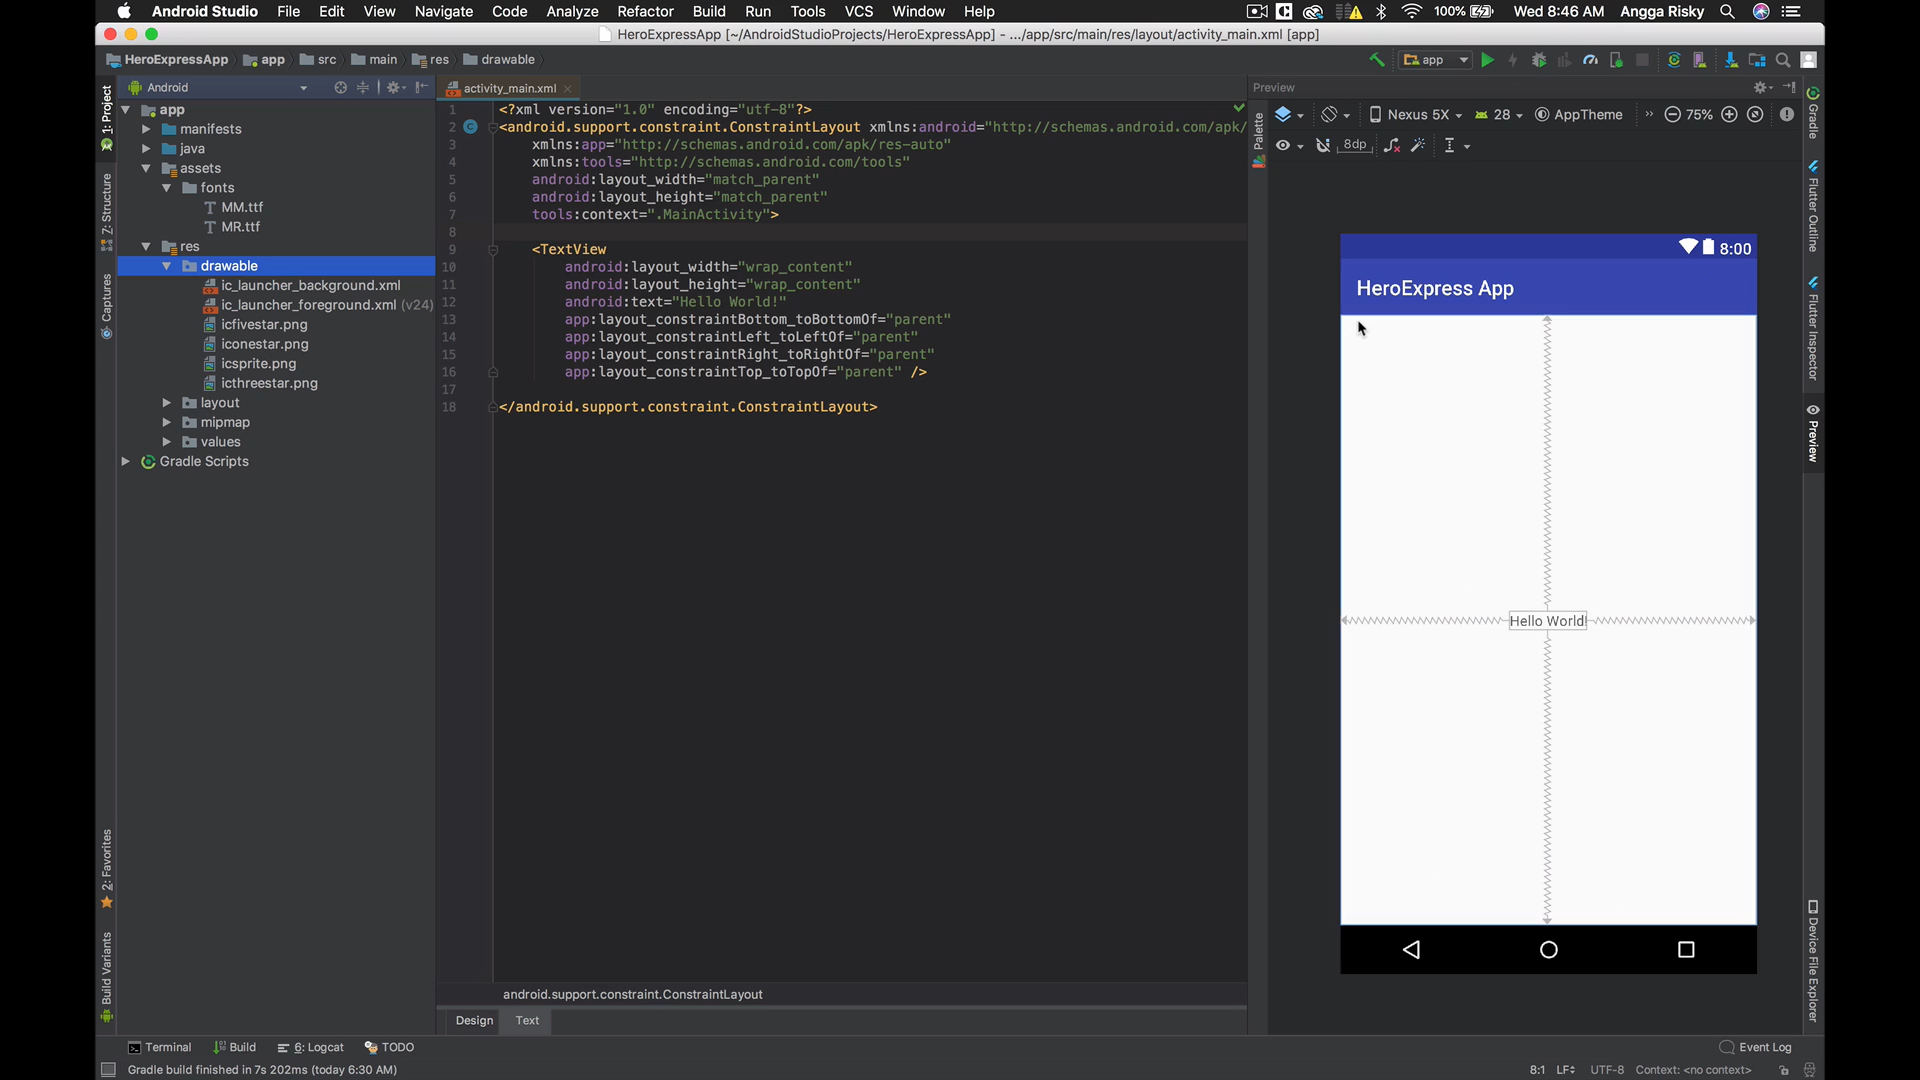 Android Studio File Edit View Navigate Code Analyze Refactor Build Run Tools VCS Window Help 100% Wed 8:46 AM Angga Risky
HeroExpressApp [~/AndroidStudioProjects/HeroExpressApp] - .../app/src/main/res/layout/activity_main.xml [app]
HeroExpressApp app src main res drawable app
Android
activity_main.xml
Preview
1: Project
Z: Structure
Captures
2: Favorites
Build Variants
app
manifests
java
assets
fonts
MM.ttf
MR.ttf
res
drawable
ic_launcher_background.xml
ic_launcher_foreground.xml (v24)
icfivestar.png
iconestar.png
icsprite.png
icthreestar.png
layout
mipmap
values
Gradle Scripts
1 <?xml version="1.0" encoding="utf-8"?>
2 <android.support.constraint.ConstraintLayout xmlns:android="http://schemas.android.com/apk/
3 xmlns:app="http://schemas.android.com/apk/res-auto"
4 xmlns:tools="http://schemas.android.com/tools"
5 android:layout_width="match_parent"
6 android:layout_height="match_parent"
7 tools:context=".MainActivity">
8
9 <TextView
10 android:layout_width="wrap_content"
11 android:layout_height="wrap_content"
12 android:text="Hello World!"
13 app:layout_constraintBottom_toBottomOf="parent"
14 app:layout_constraintLeft_toLeftOf="parent"
15 app:layout_constraintRight_toRightOf="parent"
16 app:layout_constraintTop_toTopOf="parent" />
17
18 </android.support.constraint.ConstraintLayout>
android.support.constraint.ConstraintLayout
Design Text
Palette
Nexus 5X 28 AppTheme » 75%
8dp
8:00
HeroExpress App
Hello World!
Gradle
Flutter Outline
Flutter Inspector
Preview
Device File Explorer
Terminal Build 6: Logcat TODO Event Log
Gradle build finished in 7s 202ms (today 6:30 AM) 8:1 LF UTF-8 Context: <no context>